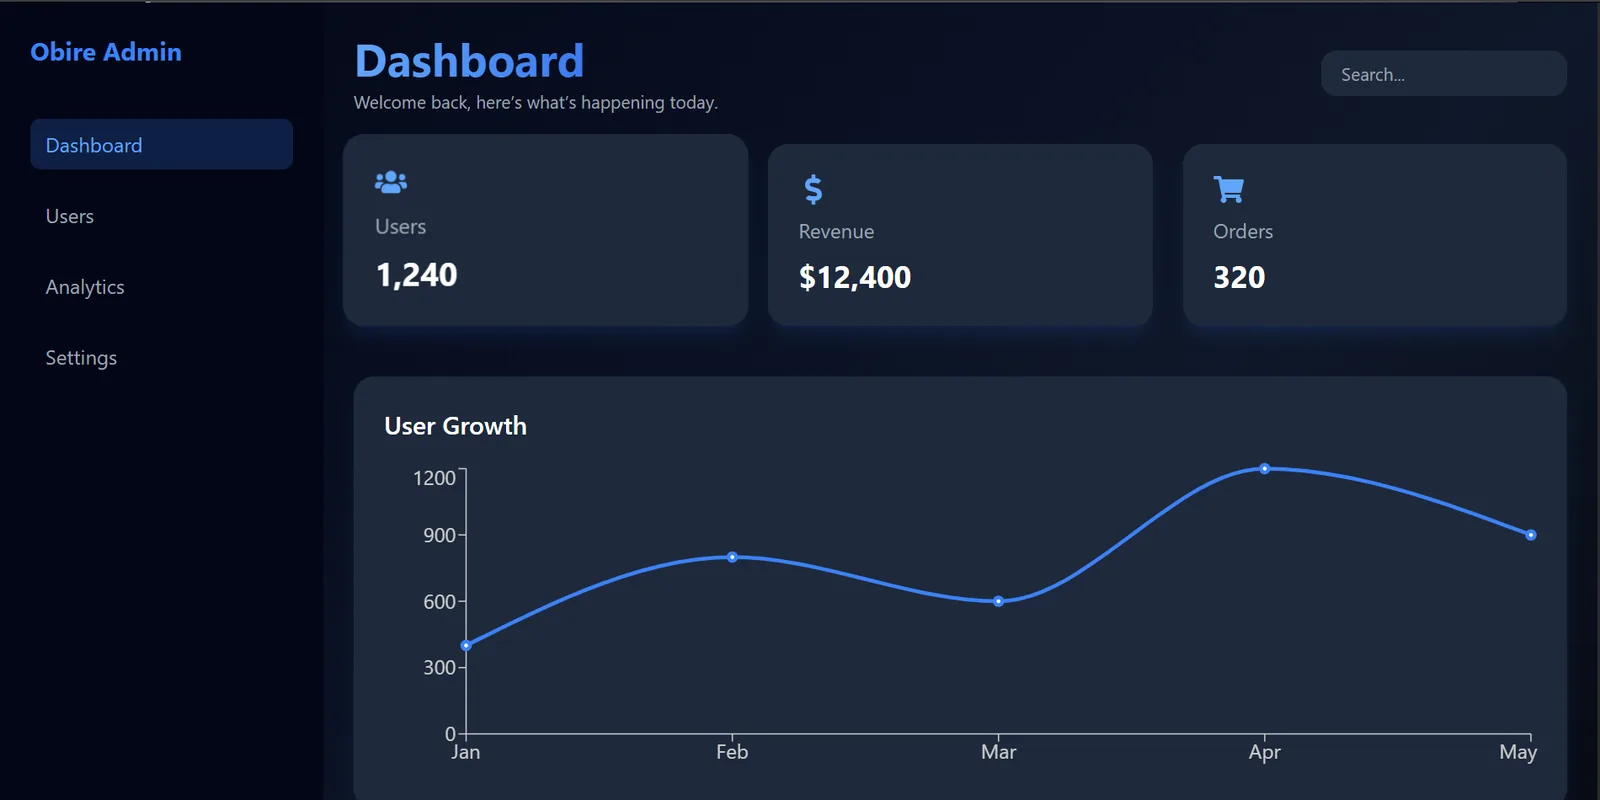 Obire Admin
Dashboard
Users
Analytics
Settings
Dashboard
Welcome back, here’s what’s happening today.
Search...
Users
1,240
Revenue
$12,400
Orders
320
User Growth
1200
900
600
300
0
Jan
Feb
Mar
Apr
May